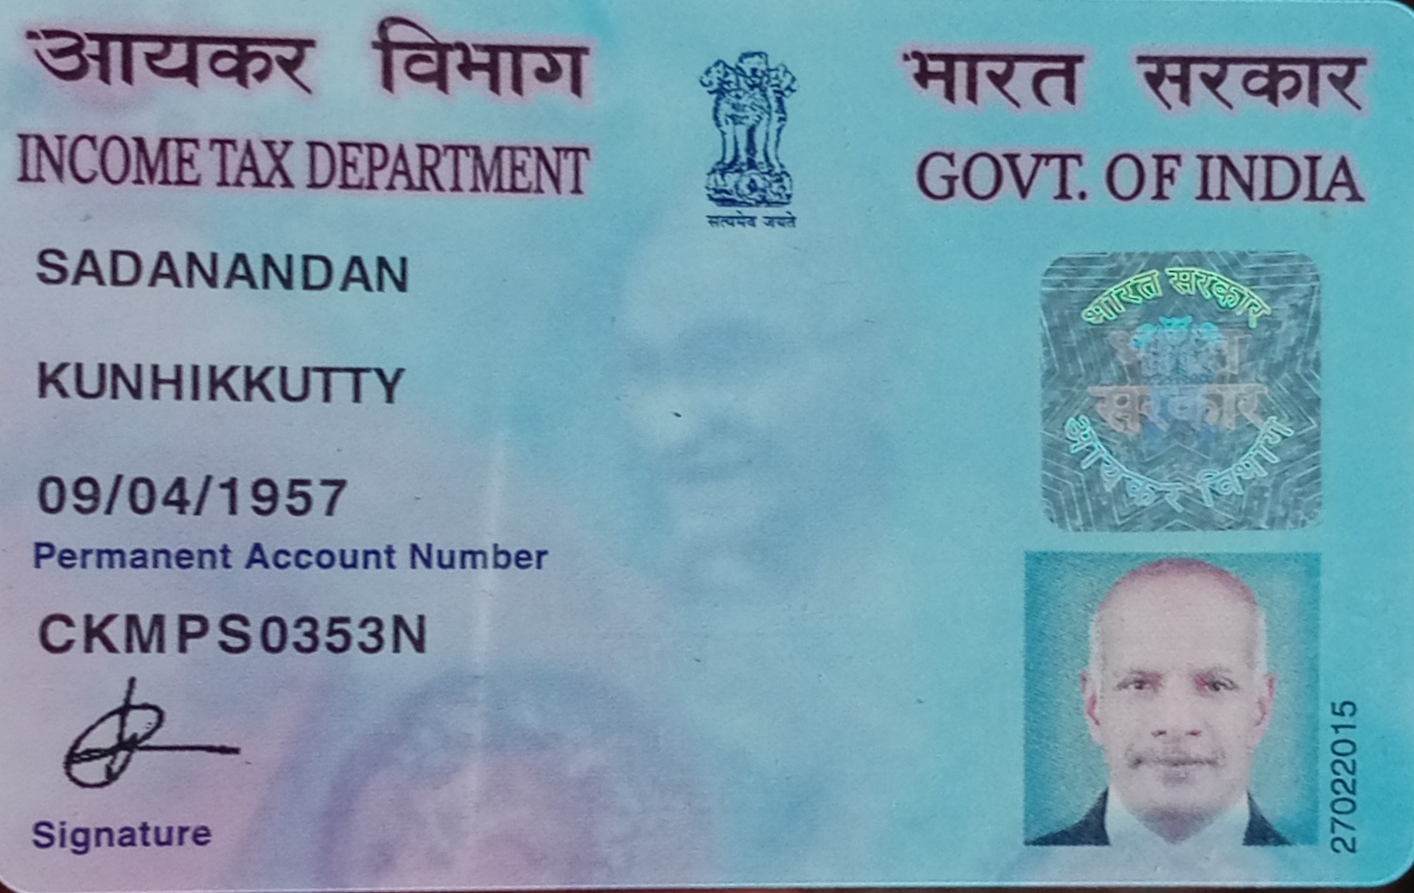 आयकर विभाग
INCOME TAX DEPARTMENT
सत्यमेव जयते
भारत सरकार
GOVT. OF INDIA
SADANANDAN
KUNHIKKUTTY
09/04/1957
Permanent Account Number
CKMPS0353N
Signature
भारत सरकार
भारत
सरकार
आयकर विभाग
27022015